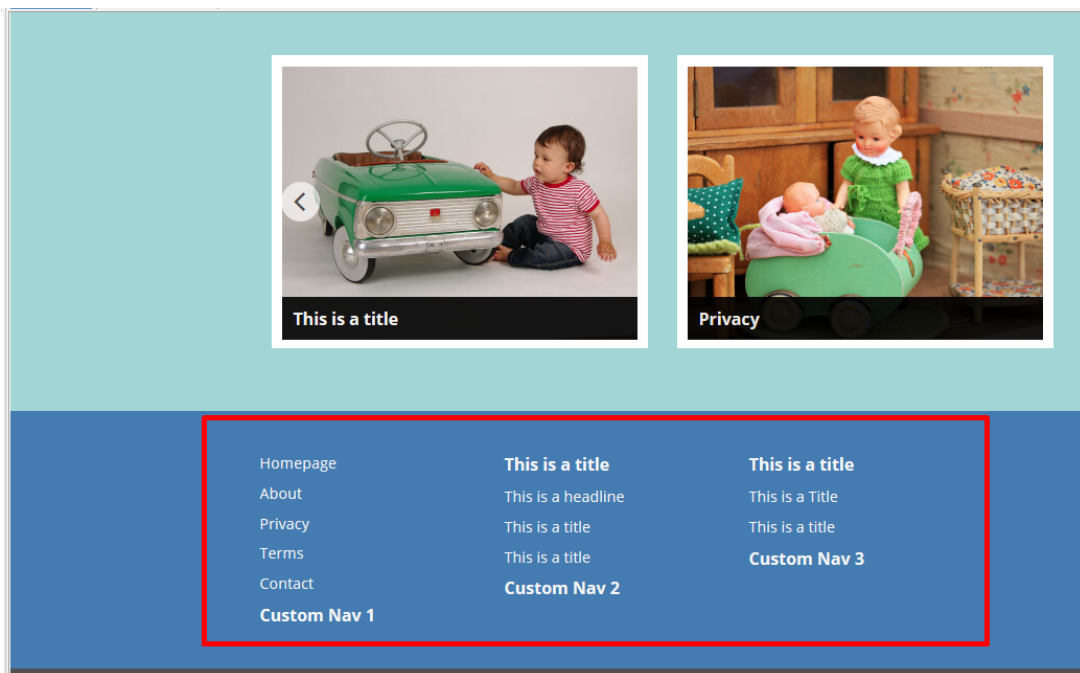 This is a title
Privacy
Homepage
About
Privacy
Terms
Contact
Custom Nav 1
This is a title
This is a headline
This is a title
This is a title
Custom Nav 2
This is a title
This is a Title
This is a title
Custom Nav 3